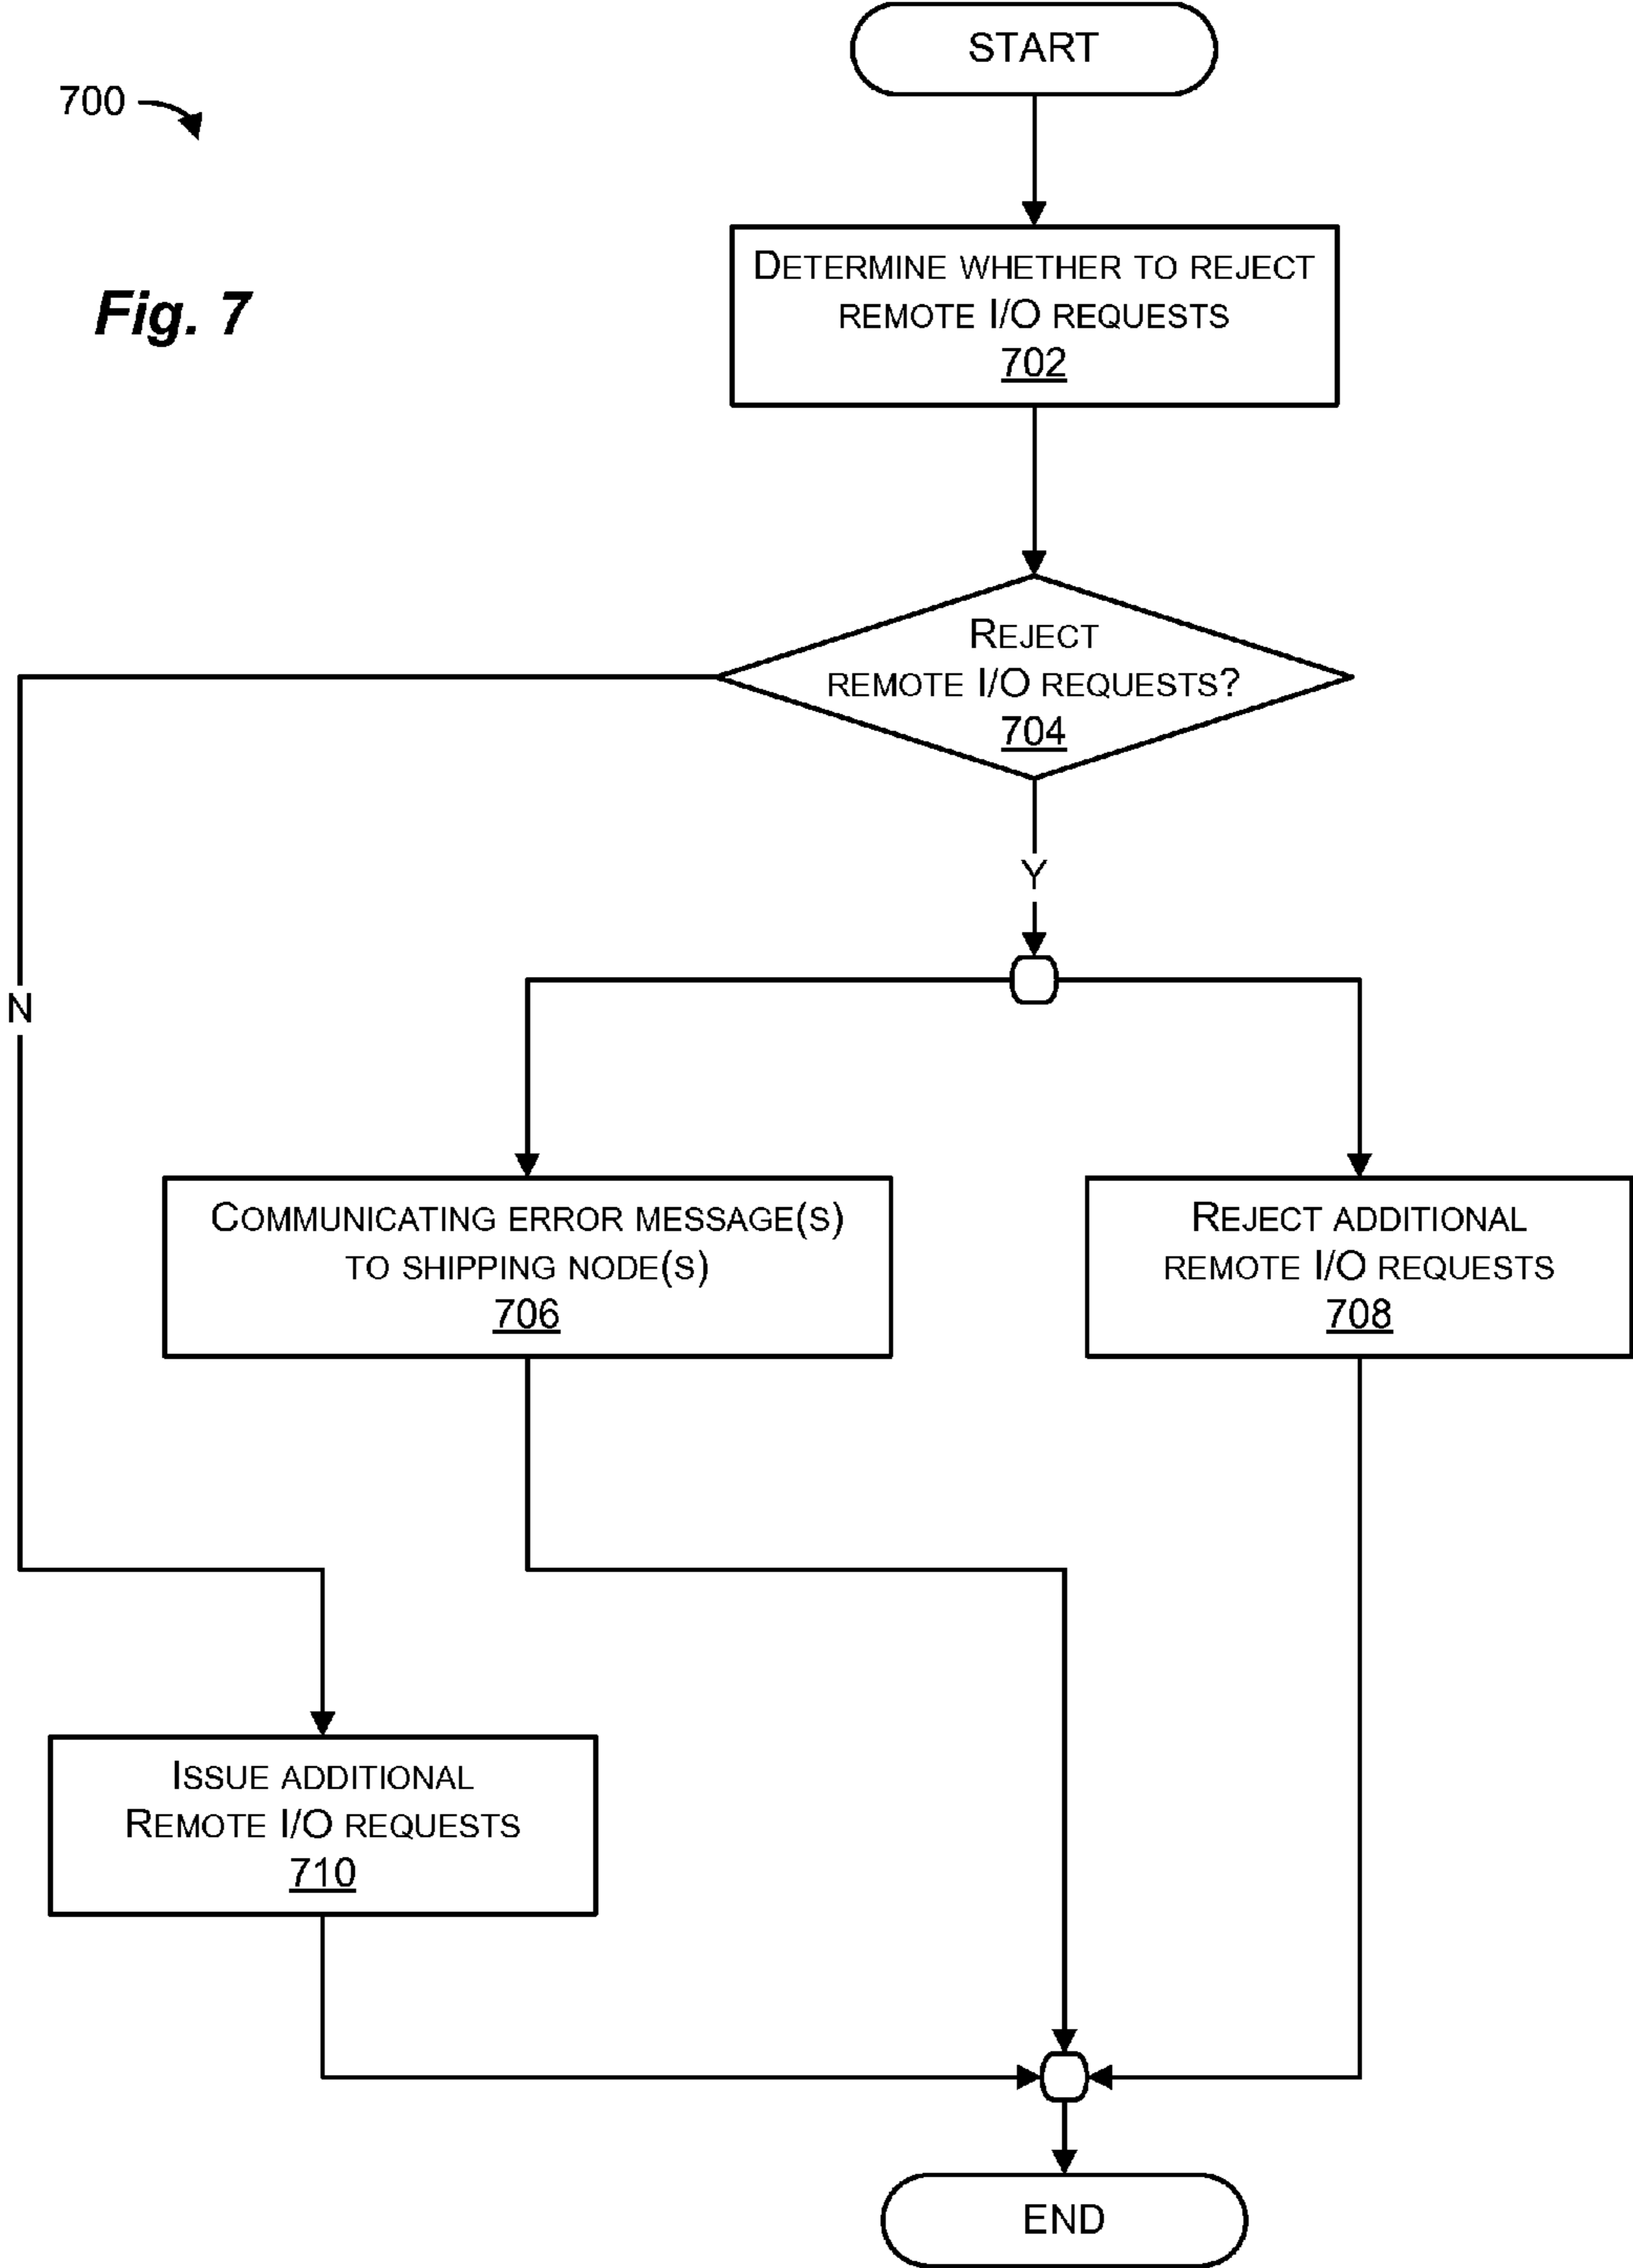 START
700
Fig. 7
DETERMINE WHETHER TO REJECT
REMOTE I/O REQUESTS
702
REJECT
REMOTE I/O REQUESTS?
704
Y
N
COMMUNICATING ERROR MESSAGE(S)
TO SHIPPING NODE(S)
706
REJECT ADDITIONAL
REMOTE I/O REQUESTS
708
ISSUE ADDITIONAL
REMOTE I/O REQUESTS
710
END